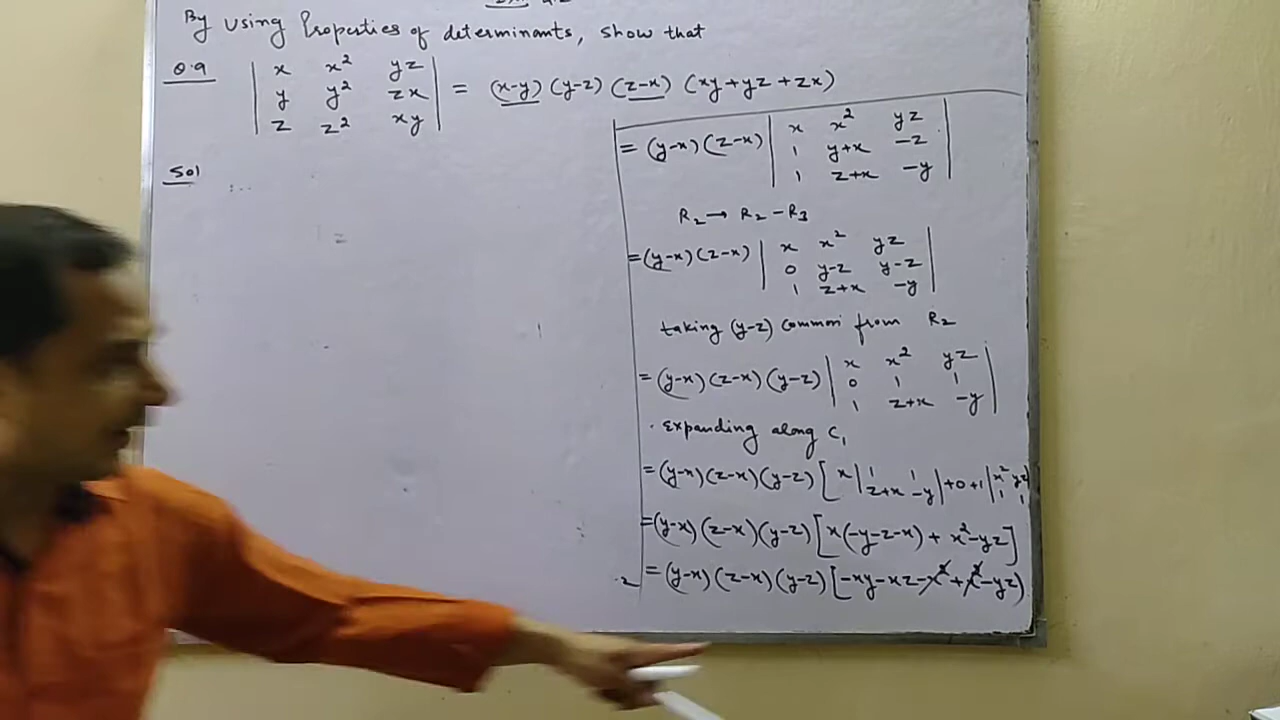 By using Properties of determinants, show that
Q.9 | x x² yz | = (x-y) (y-z) (z-x) (xy+yz+zx)
| y y² zx |
| z z² xy |
Sol
= (y-x) (z-x) | x x² yz |
| 1 y+x -z |
| 1 z+x -y |
R₂ → R₂ - R₃
= (y-x) (z-x) | x x² yz |
| 0 y-z y-z |
| 1 z+x -y |
taking (y-z) common from R₂
= (y-x) (z-x) (y-z) | x x² yz |
| 0 1 1 |
| 1 z+x -y |
Expanding along C₁
= (y-x) (z-x) (y-z) [ x | 1 1 | + 0 + 1 | x² yz |
| z+x -y | | 1 1 |
= (y-x) (z-x) (y-z) [ x(-y-z-x) + x²-yz ]
= (y-x) (z-x) (y-z) [ -xy-xz-x²+x²-yz )